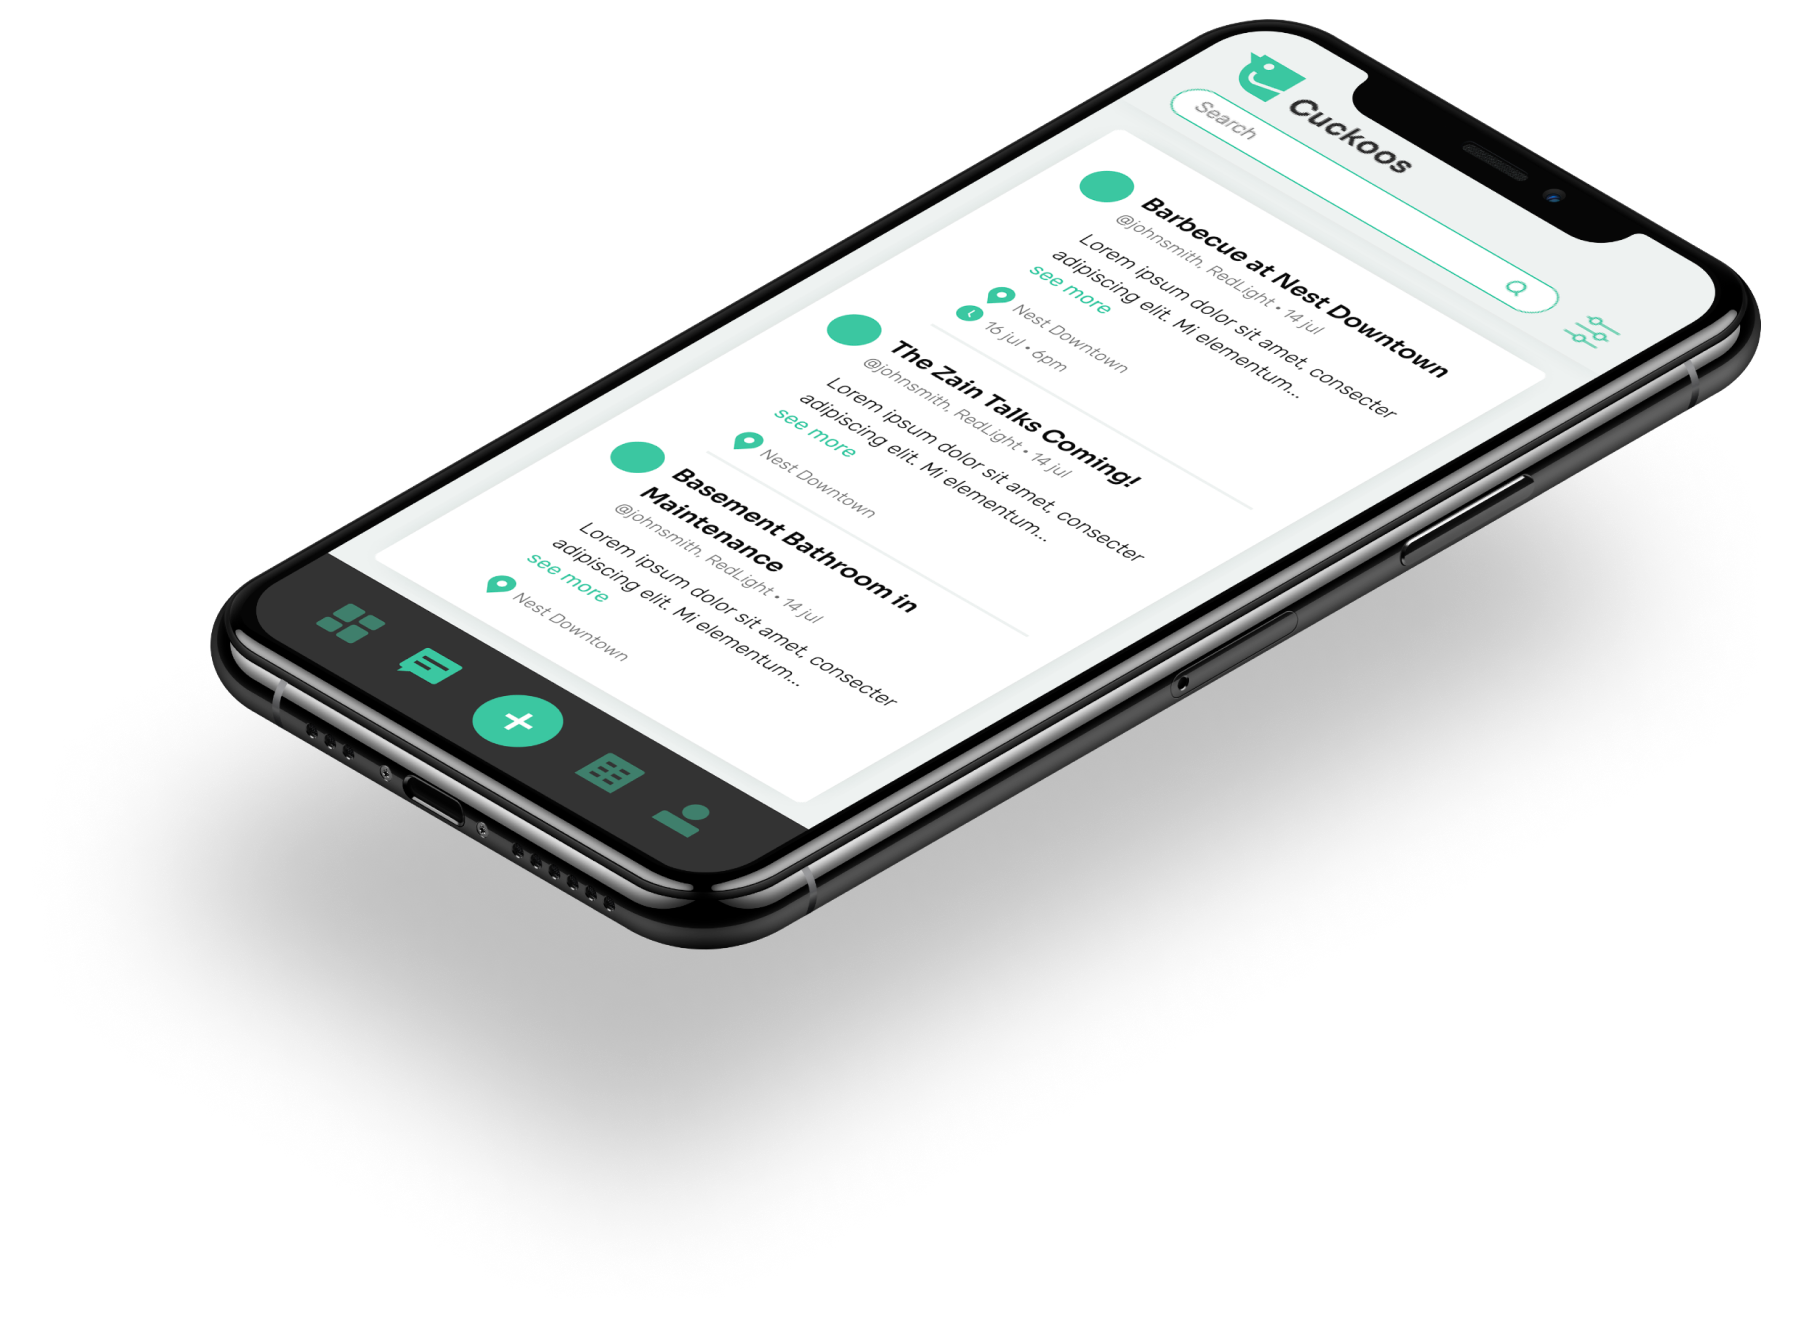 Cuckoos
Search
Barbecue at Nest Downtown
@johnsmith, RedLight • 14 jul
Lorem ipsum dolor sit amet, consecter
adipiscing elit. Mi elementum...
see more
Nest Downtown
16 jul • 6pm
The Zain Talks Coming!
@johnsmith, RedLight • 14 jul
Lorem ipsum dolor sit amet, consecter
adipiscing elit. Mi elementum...
see more
Nest Downtown
Basement Bathroom in
Maintenance
@johnsmith, RedLight • 14 jul
Lorem ipsum dolor sit amet, consecter
adipiscing elit. Mi elementum...
see more
Nest Downtown